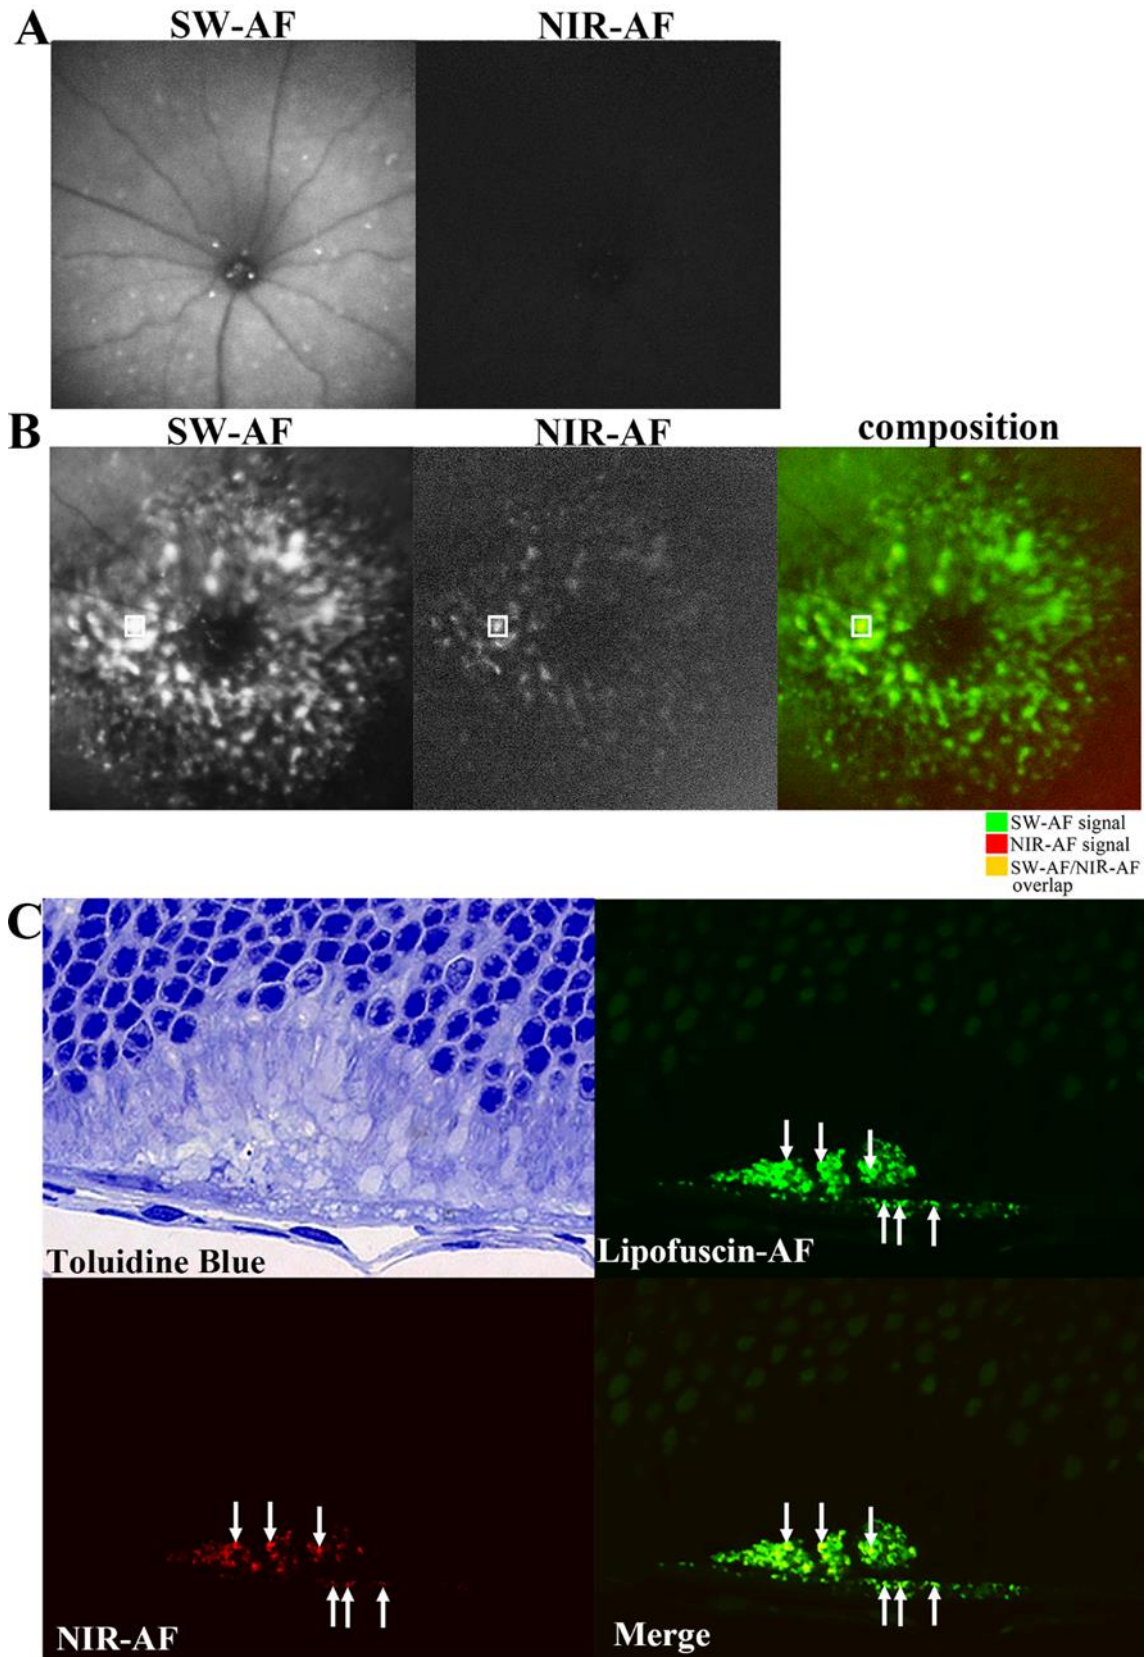 A
SW-AF NIR-AF
B
SW-AF NIR-AF composition
SW-AF signal
NIR-AF signal
SW-AF/NIR-AF
overlap
C
Toluidine Blue
Lipofuscin-AF
NIR-AF
Merge